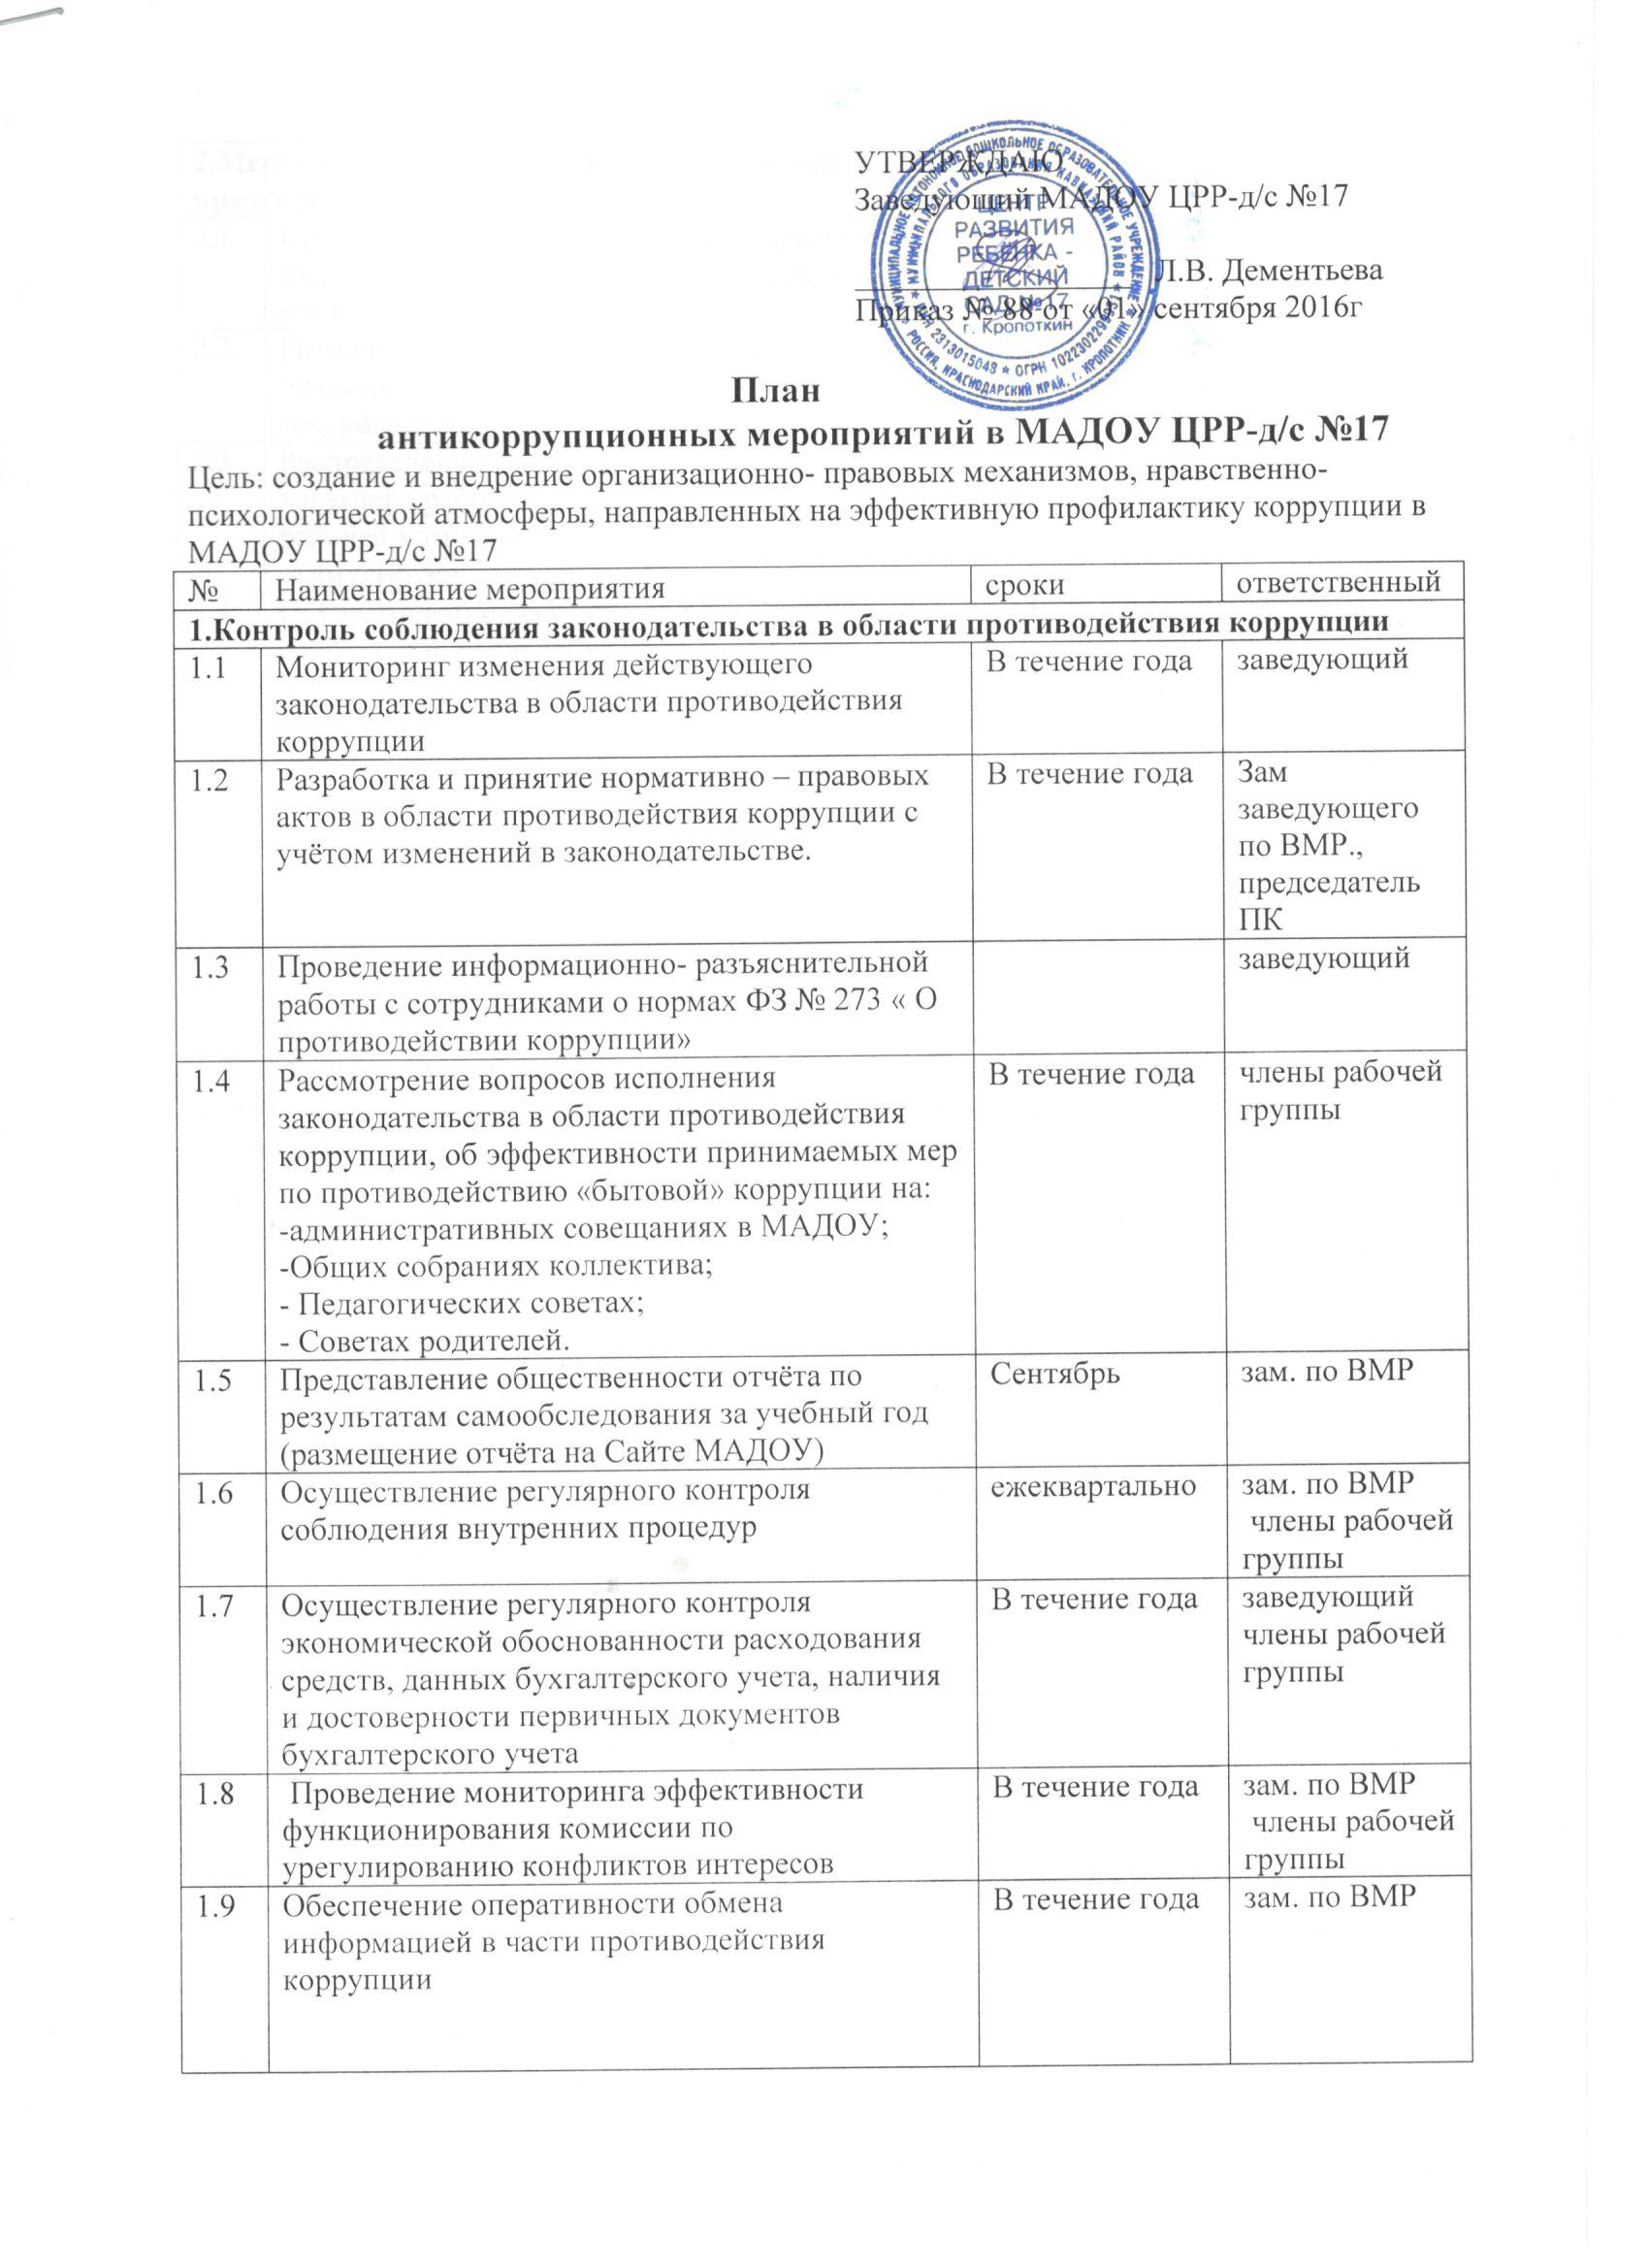 УТВЕРЖДАЮ
Заведующий МАДОУ ЦРР-д/с №17
ЦЕНТР
РАЗВИТИЯ
РЕБЕНКА -
ДЕТСКИЙ
САД №17
г. Кропоткин
Л.В. Дементьева
Приказ № 88 от «01» сентября 2016г
План
антикоррупционных мероприятий в МАДОУ ЦРР-д/с №17
Цель: создание и внедрение организационно- правовых механизмов, нравственно-
психологической атмосферы, направленных на эффективную профилактику коррупции в
МАДОУ ЦРР-д/с №17
№ Наименование мероприятия сроки ответственный
1.Контроль соблюдения законодательства в области противодействия коррупции
1.1 Мониторинг изменения действующего В течение года заведующий
законодательства в области противодействия
коррупции
1.2 Разработка и принятие нормативно – правовых В течение года Зам
актов в области противодействия коррупции с заведующего
учётом изменений в законодательстве. по ВМР.,
председатель
ПК
1.3 Проведение информационно- разъяснительной заведующий
работы с сотрудниками о нормах ФЗ № 273 « О
противодействии коррупции»
1.4 Рассмотрение вопросов исполнения В течение года члены рабочей
законодательства в области противодействия группы
коррупции, об эффективности принимаемых мер
по противодействию «бытовой» коррупции на:
-административных совещаниях в МАДОУ;
-Общих собраниях коллектива;
- Педагогических советах;
- Советах родителей.
1.5 Представление общественности отчёта по Сентябрь зам. по ВМР
результатам самообследования за учебный год
(размещение отчёта на Сайте МАДОУ)
1.6 Осуществление регулярного контроля ежеквартально зам. по ВМР
соблюдения внутренних процедур члены рабочей
группы
1.7 Осуществление регулярного контроля В течение года заведующий
экономической обоснованности расходования члены рабочей
средств, данных бухгалтерского учета, наличия группы
и достоверности первичных документов
бухгалтерского учета
1.8 Проведение мониторинга эффективности В течение года зам. по ВМР
функционирования комиссии по члены рабочей
урегулированию конфликтов интересов группы
1.9 Обеспечение оперативности обмена В течение года зам. по ВМР
информацией в части противодействия
коррупции